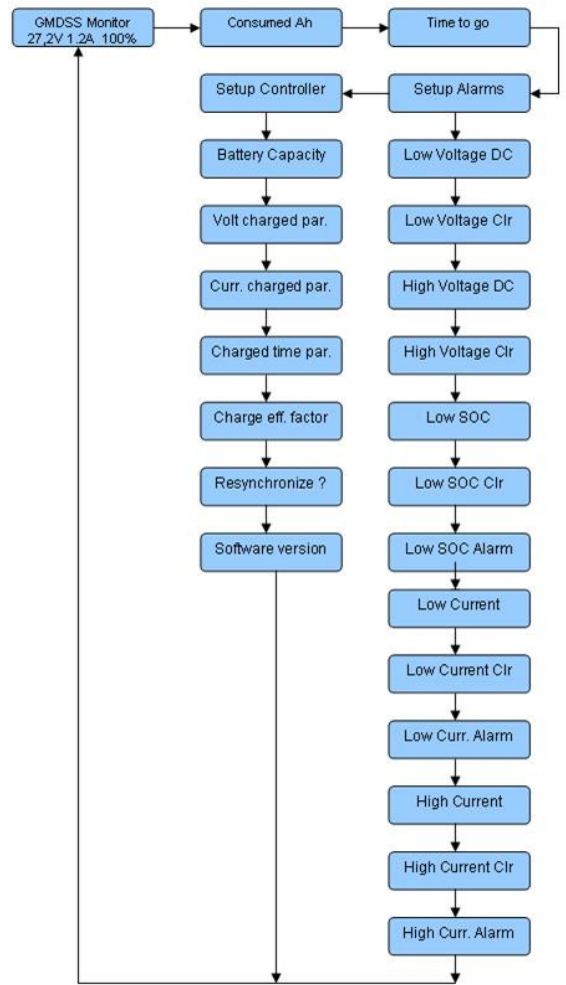 GMDSS Monitor
27,2V 1.2A 100%
Consumed Ah
Time to go
Setup Controller
Setup Alarms
Battery Capacity
Low Voltage DC
Volt charged par.
Low Voltage Clr
Curr. charged par.
High Voltage DC
Charged time par.
High Voltage Clr
Charge eff. factor
Low SOC
Resynchronize ?
Low SOC Clr
Software version
Low SOC Alarm
Low Current
Low Current Clr
Low Curr. Alarm
High Current
High Current Clr
High Curr. Alarm